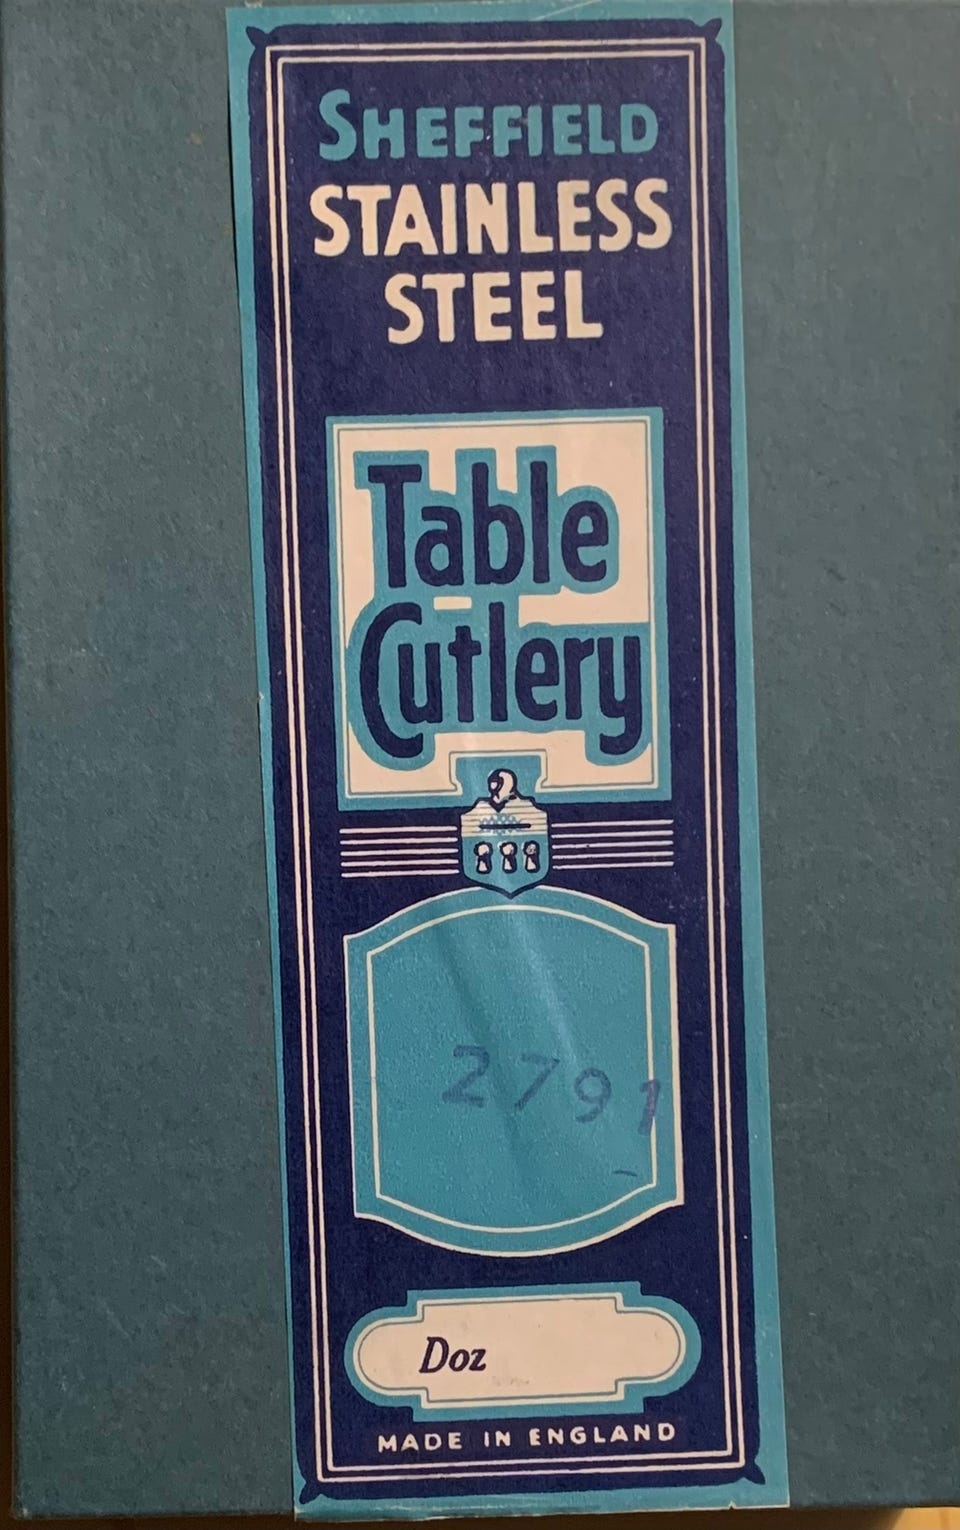 SHEFFIELD
STAINLESS
STEEL
Table
Cutlery
2791
Doz
MADE IN ENGLAND